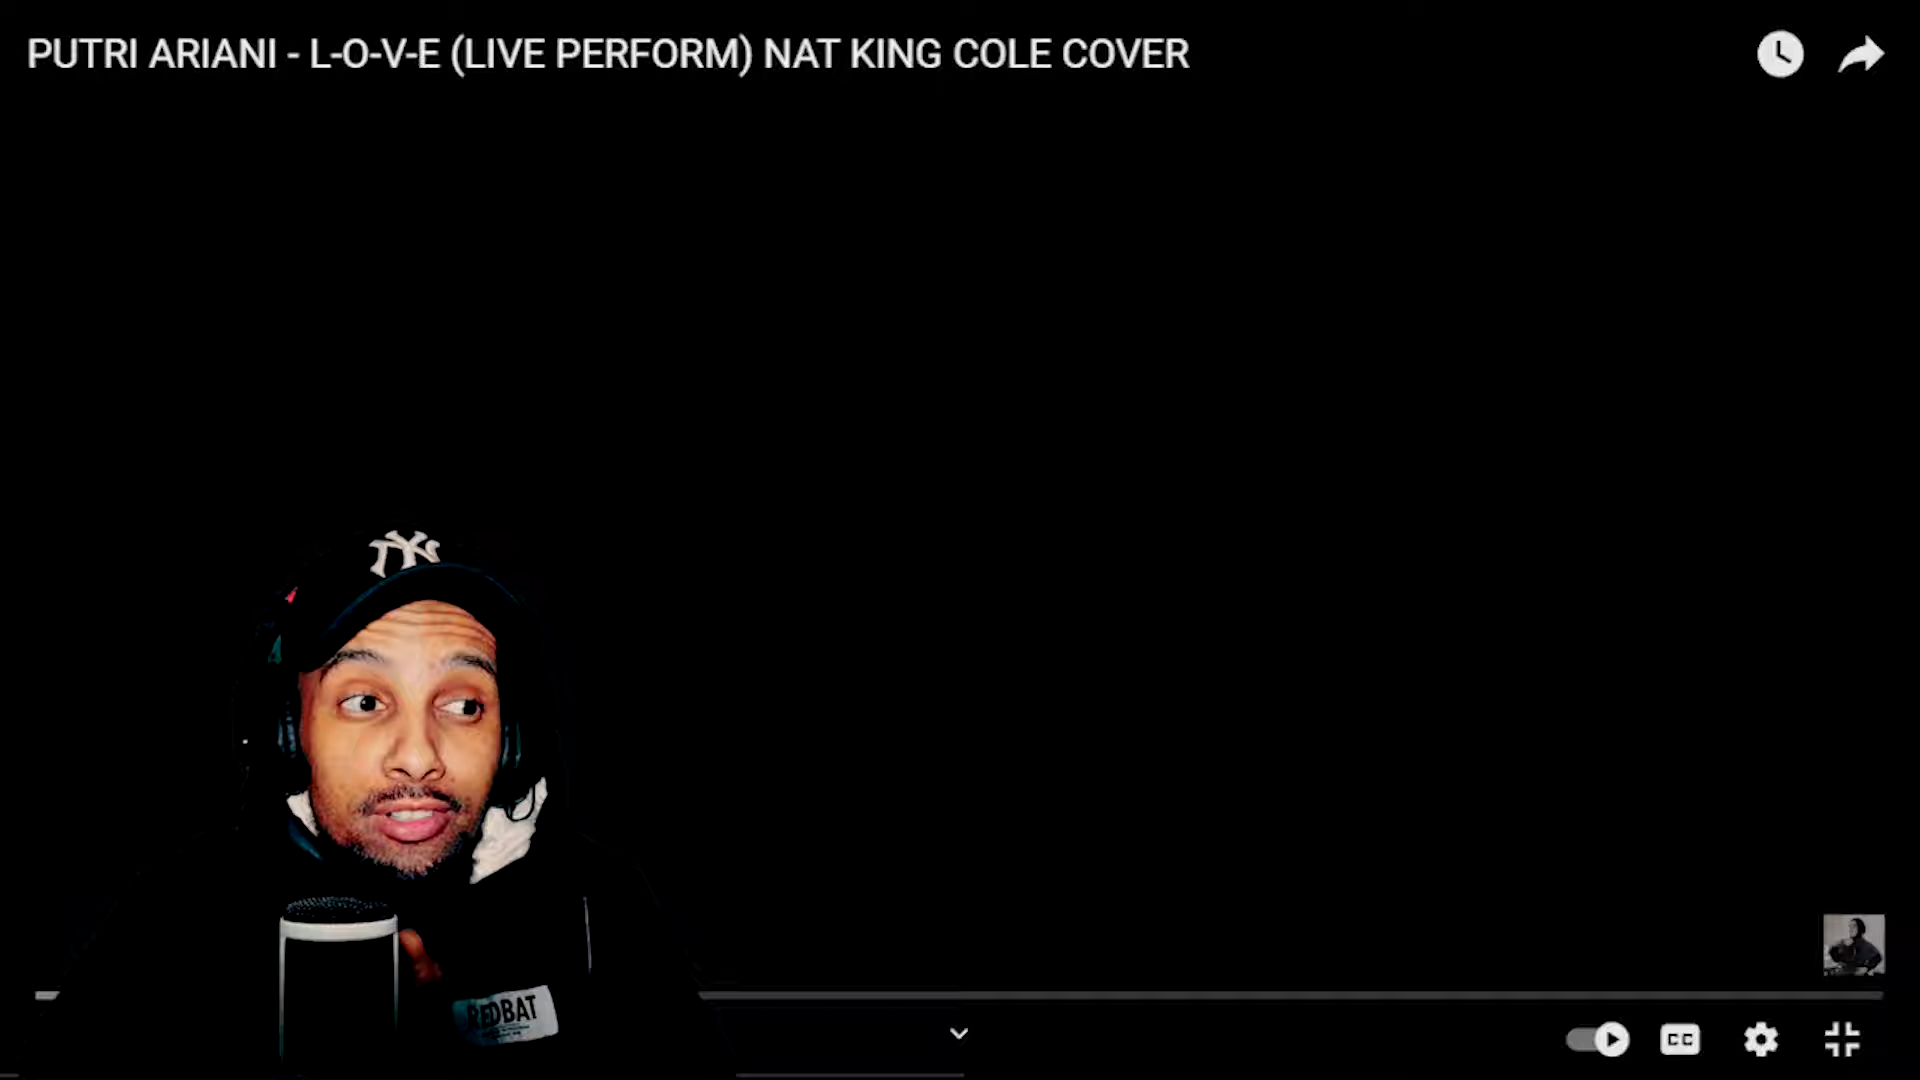 PUTRI ARIANI - L-O-V-E (LIVE PERFORM) NAT KING COLE COVER
NY
REDBAT
CC